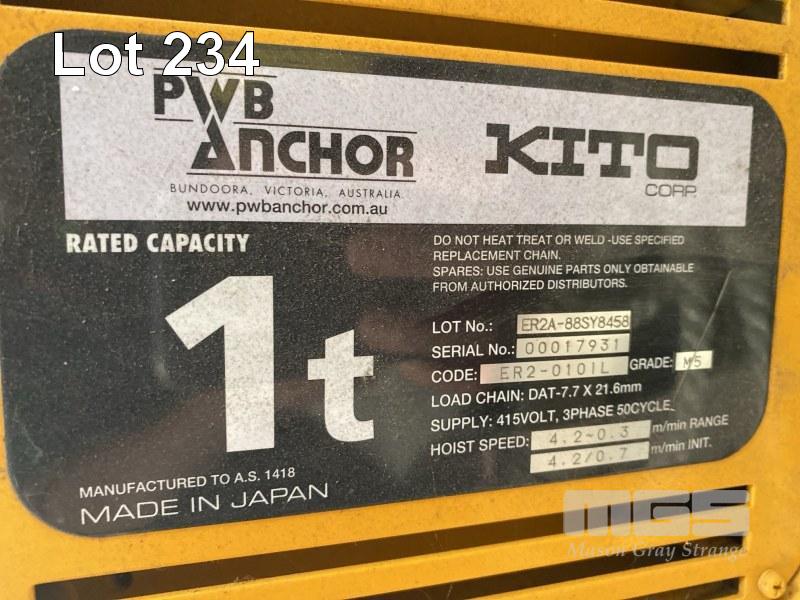 Lot 234
PWB
ANCHOR
BUNDOORA, VICTORIA, AUSTRALIA
www.pwbanchor.com.au
KITO
CORP.
RATED CAPACITY
1t
MANUFACTURED TO A.S. 1418
MADE IN JAPAN
DO NOT HEAT TREAT OR WELD -USE SPECIFIED
REPLACEMENT CHAIN.
SPARES: USE GENUINE PARTS ONLY OBTAINABLE
FROM AUTHORIZED DISTRIBUTORS.
LOT No.: ER2A-88SY8458
SERIAL No.: 00017931
CODE: ER2-010IL GRADE: M5
LOAD CHAIN: DAT-7.7 X 21.6mm
SUPPLY: 415VOLT, 3PHASE 50CYCLE
HOIST SPEED: 4.2~0.3 m/min RANGE
4.2/0.7 m/min INIT.
MGS
Mason Gray Strange